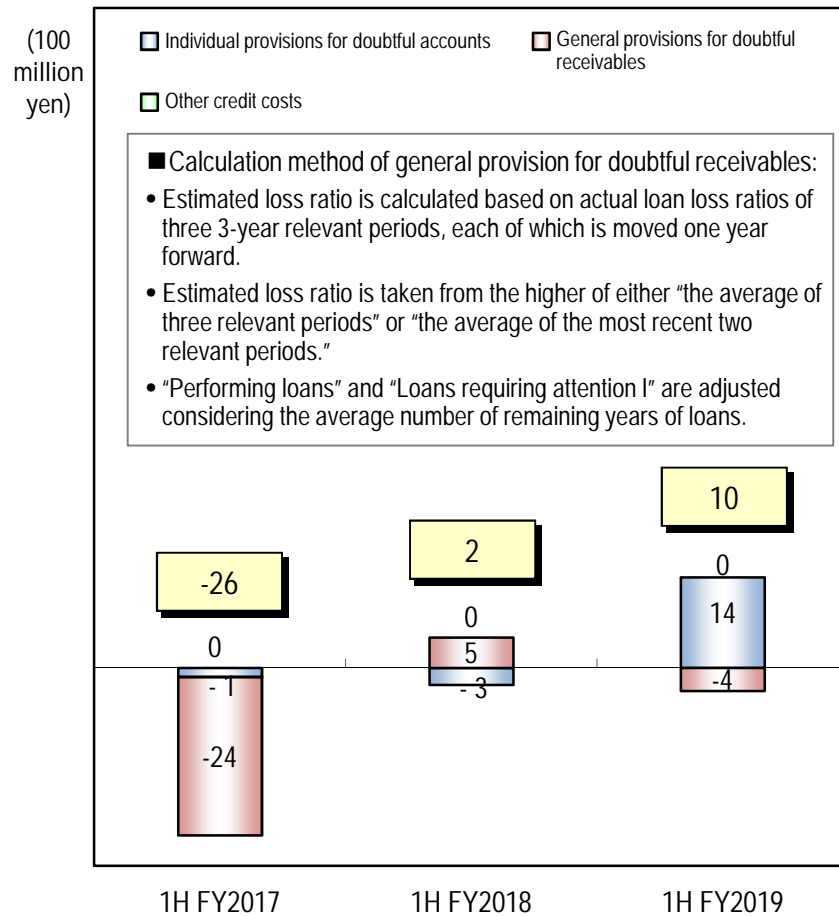 (100
million
yen)
Individual provisions for doubtful accounts
General provisions for doubtful
receivables
Other credit costs
■ Calculation method of general provision for doubtful receivables:
• Estimated loss ratio is calculated based on actual loan loss ratios of
three 3-year relevant periods, each of which is moved one year
forward.
• Estimated loss ratio is taken from the higher of either “the average of
three relevant periods” or “the average of the most recent two
relevant periods.”
• “Performing loans” and “Loans requiring attention I” are adjusted
considering the average number of remaining years of loans.
-26
0
- 1
-24
2
0
5
- 3
10
0
14
-4
1H FY2017
1H FY2018
1H FY2019